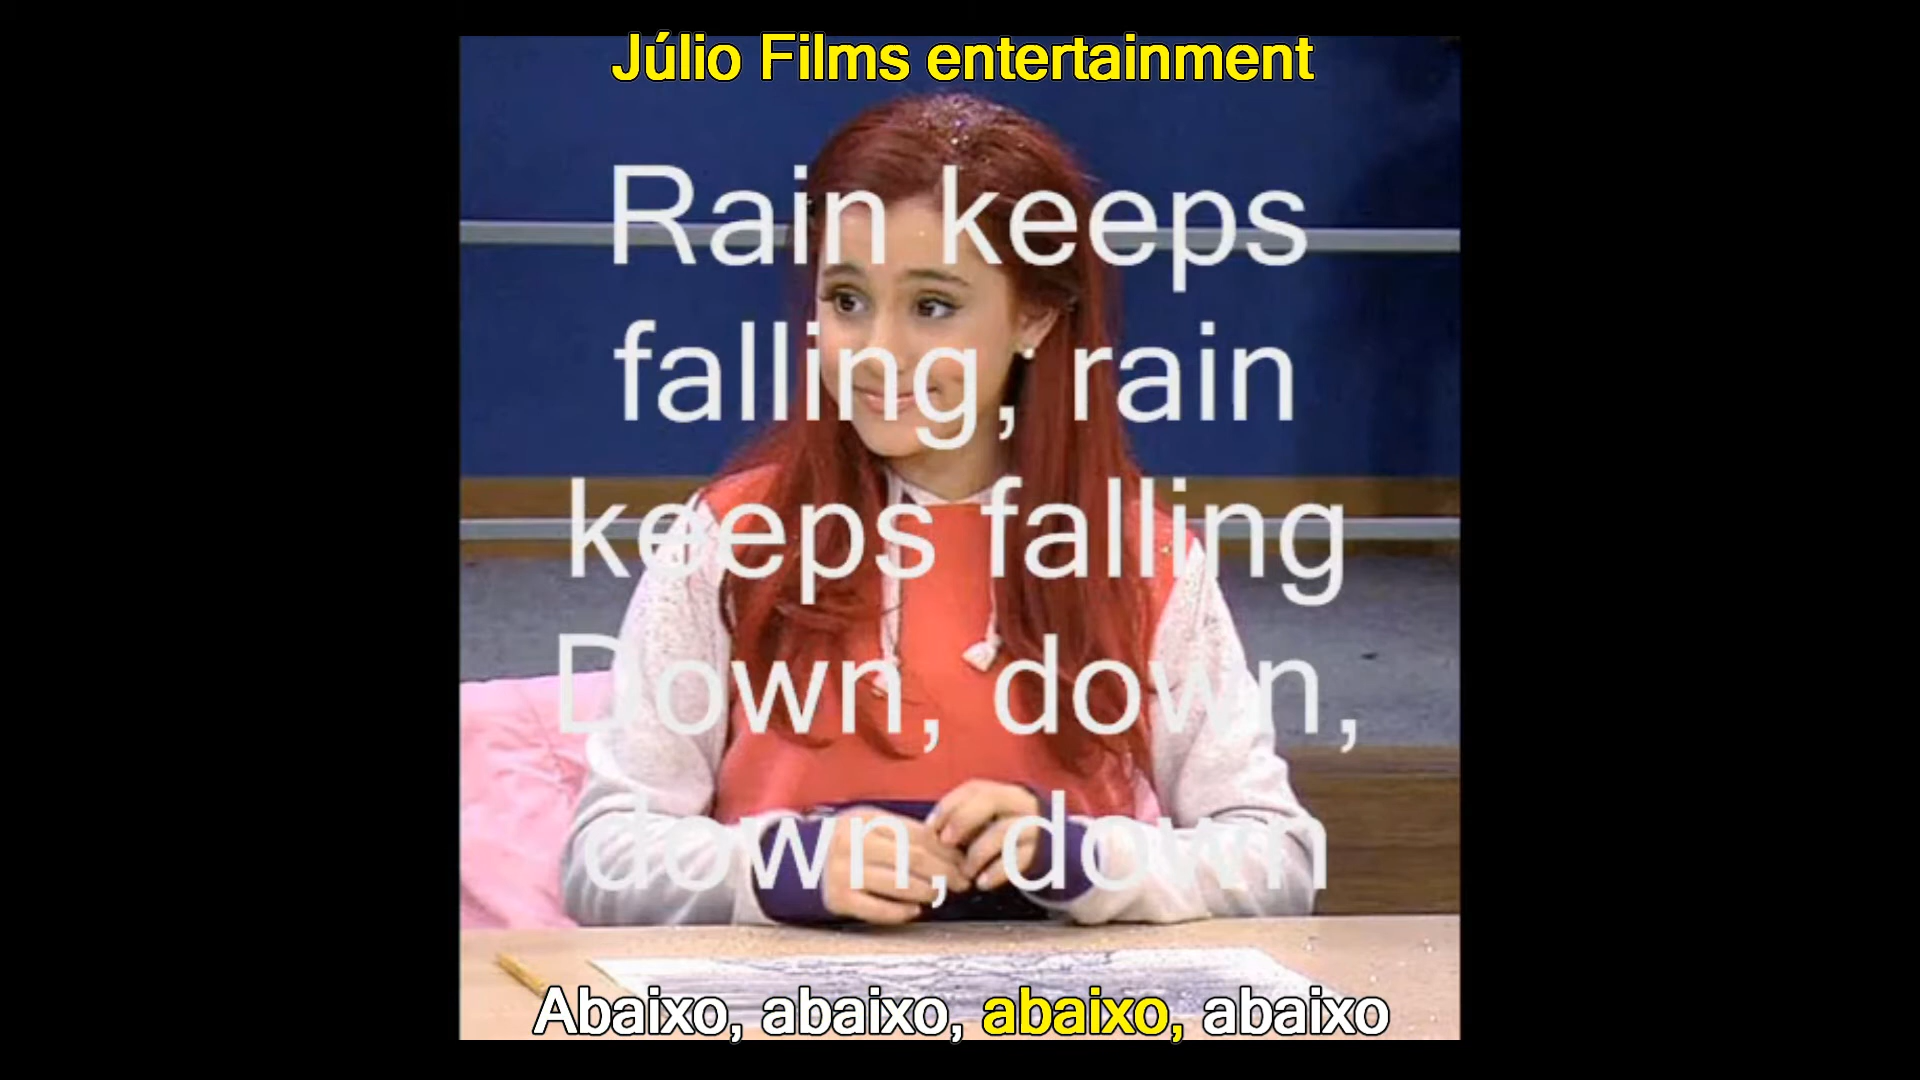 Júlio Films entertainment
Rain keeps
falling, rain
keeps falling
Down, down,
down, down
Abaixo, abaixo, abaixo, abaixo